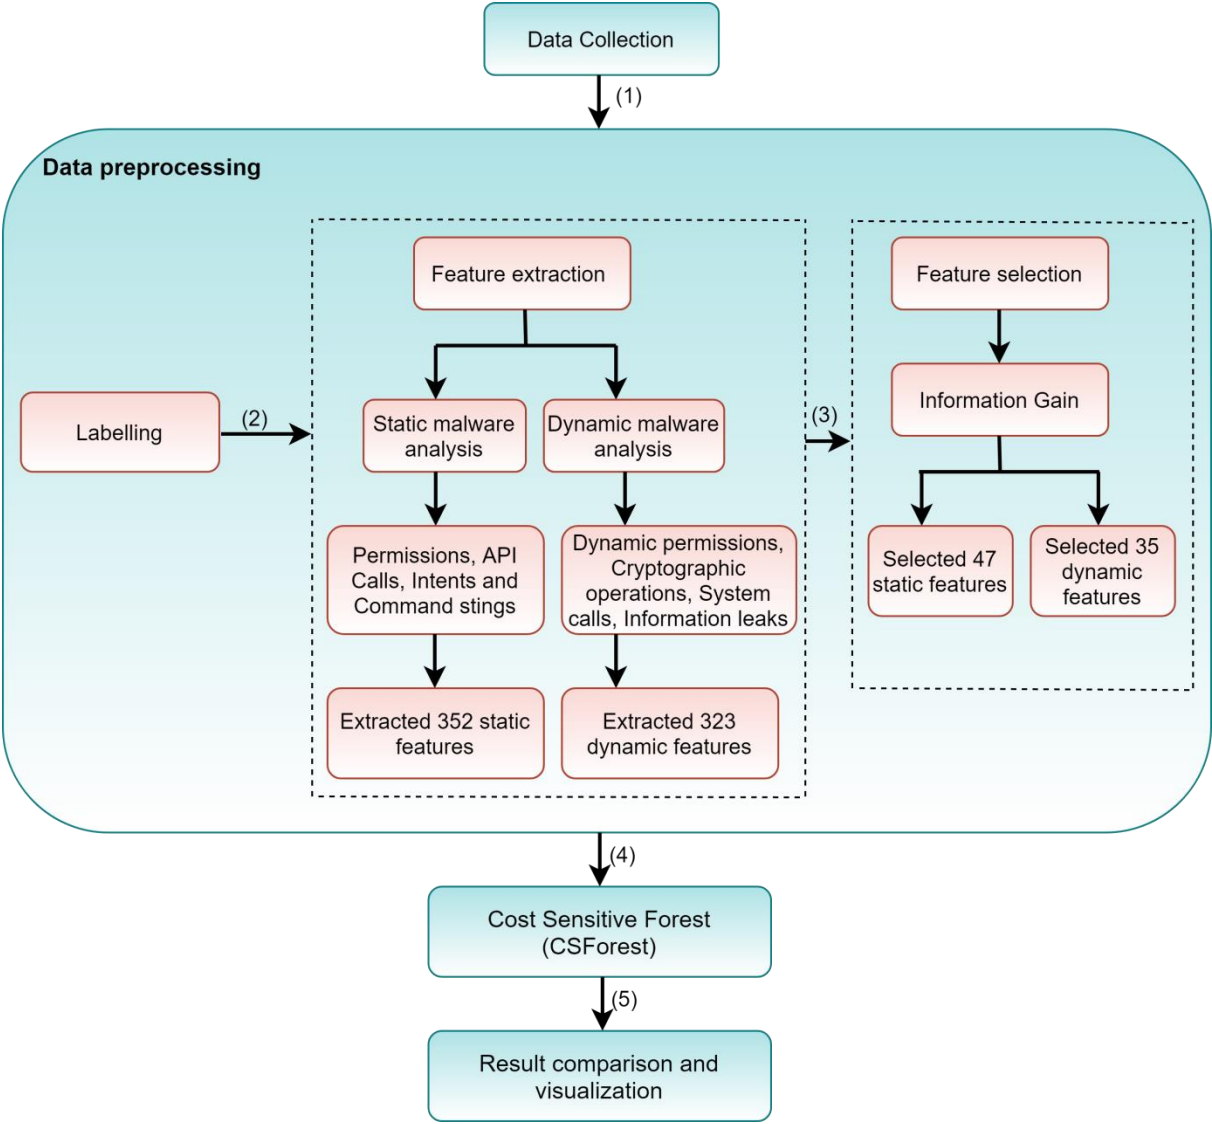 Data Collection
(1)
Data preprocessing
Labelling
(2)
Feature extraction
Static malware
analysis
Dynamic malware
analysis
Permissions, API
Calls, Intents and
Command stings
Dynamic permissions,
Cryptographic
operations, System
calls, Information leaks
Extracted 352 static
features
Extracted 323
dynamic features
(3)
Feature selection
Information Gain
Selected 47
static features
Selected 35
dynamic
features
(4)
Cost Sensitive Forest
(CSForest)
(5)
Result comparison and
visualization